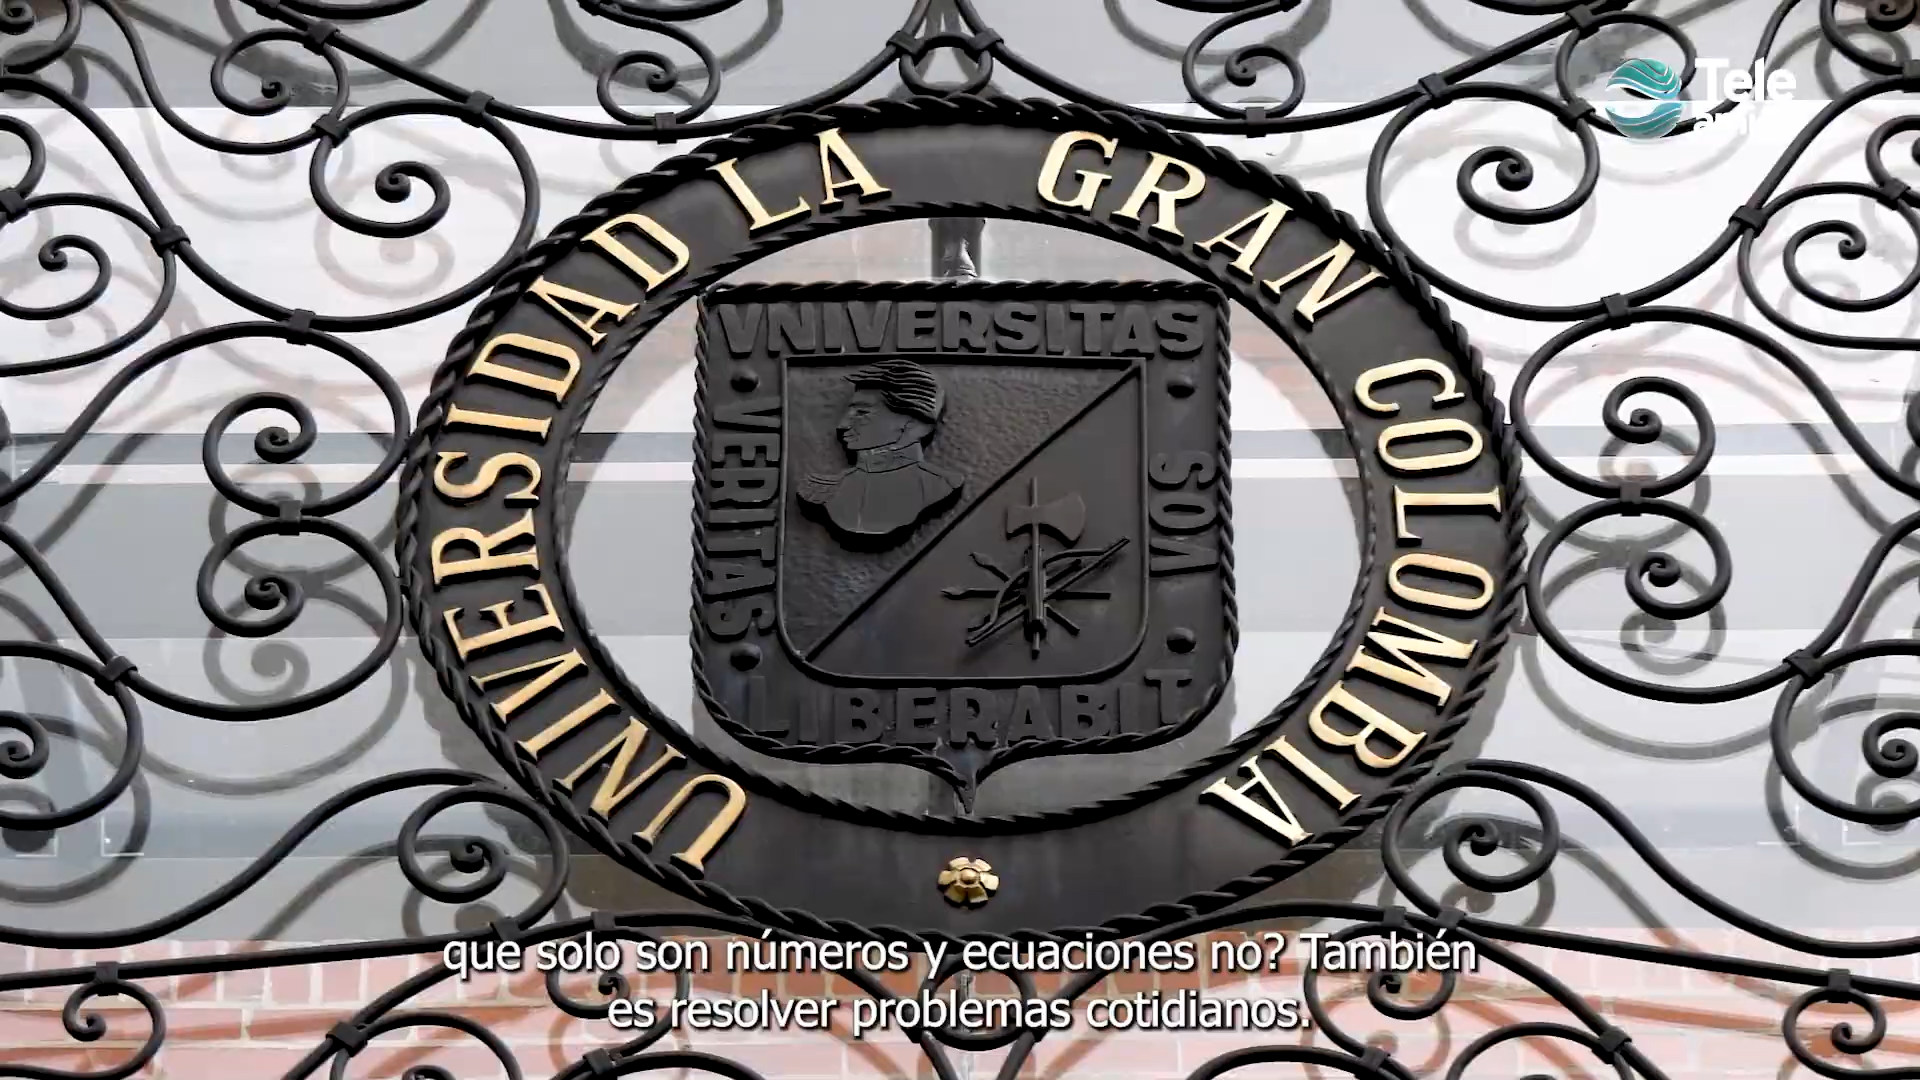 Tele
UNIVERSIDAD LA GRAN COLOMBIA
VNIVERSITAS
VERITAS
VOS
LIBERABIT
que solo son números y ecuaciones no? También
es resolver problemas cotidianos.